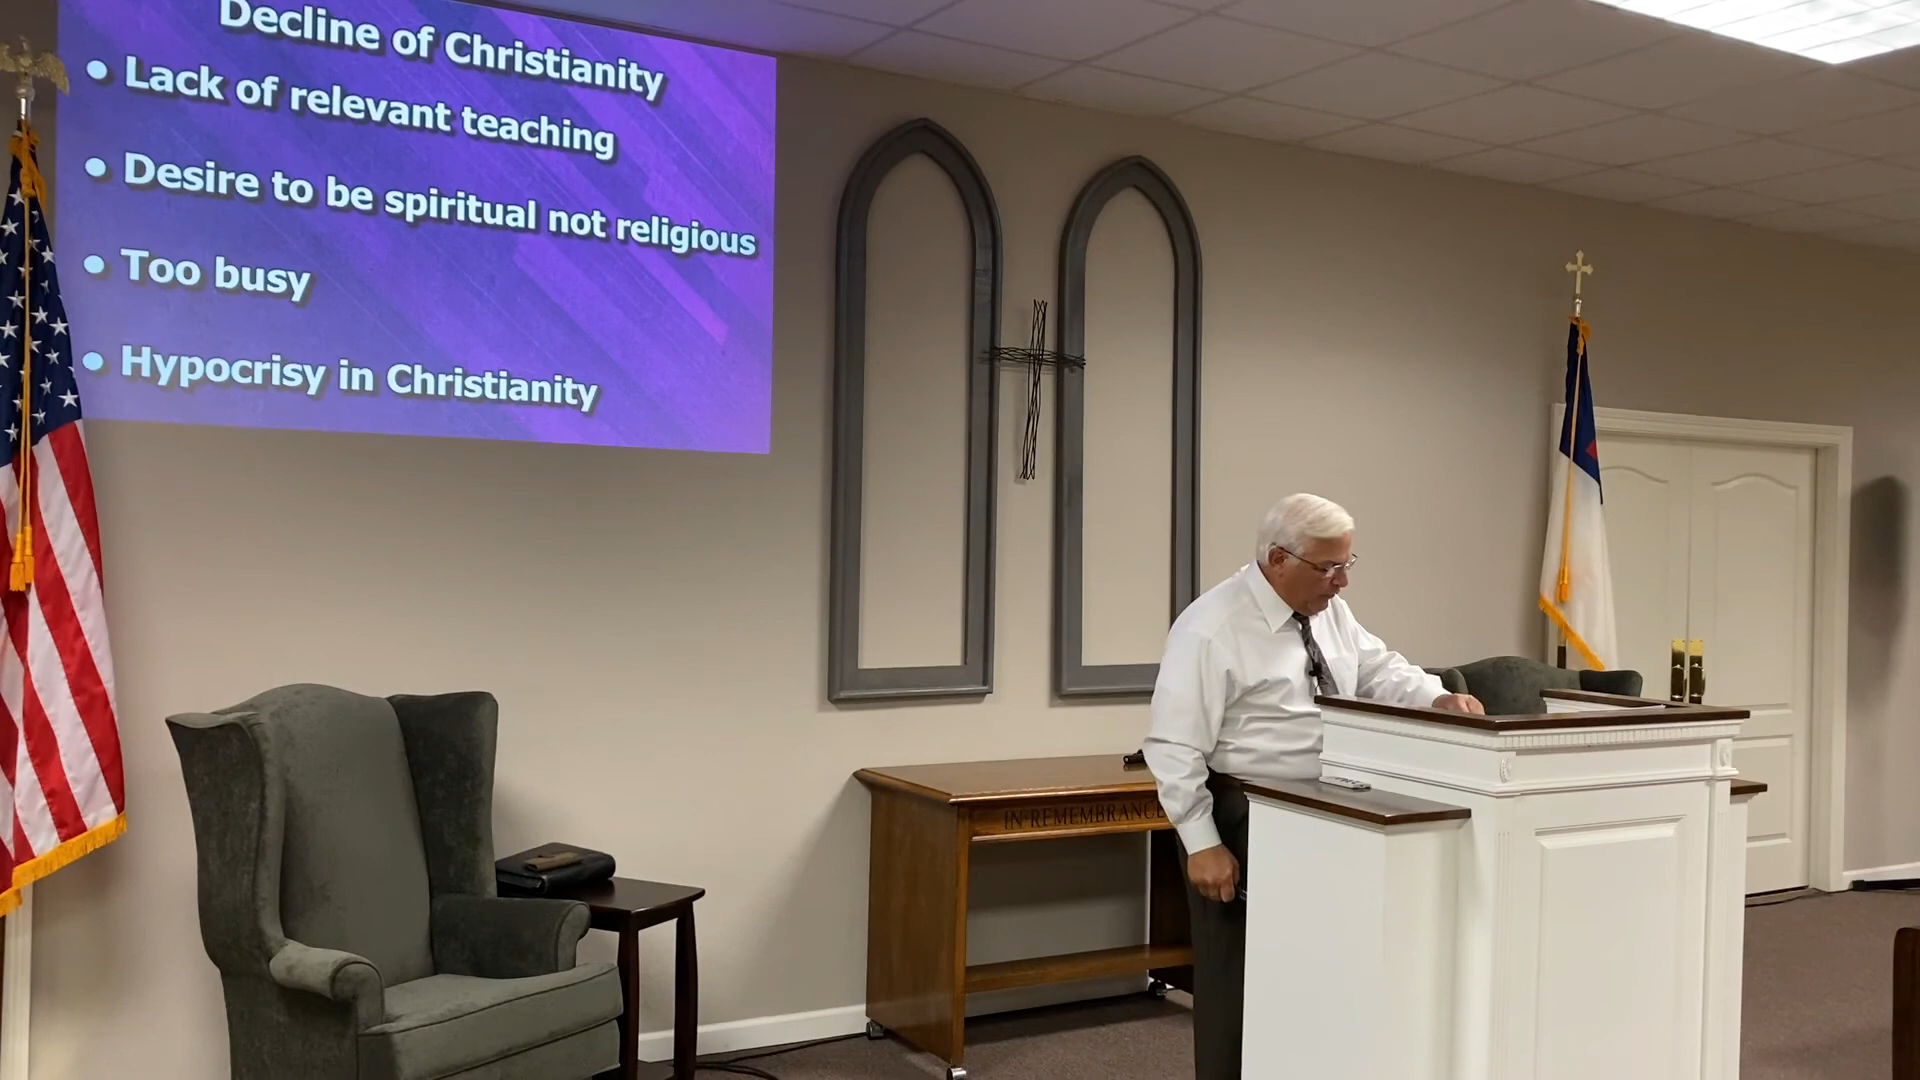 Decline of Christianity
• Lack of relevant teaching
• Desire to be spiritual not religious
• Too busy
• Hypocrisy in Christianity
IN REMEMBRANCE